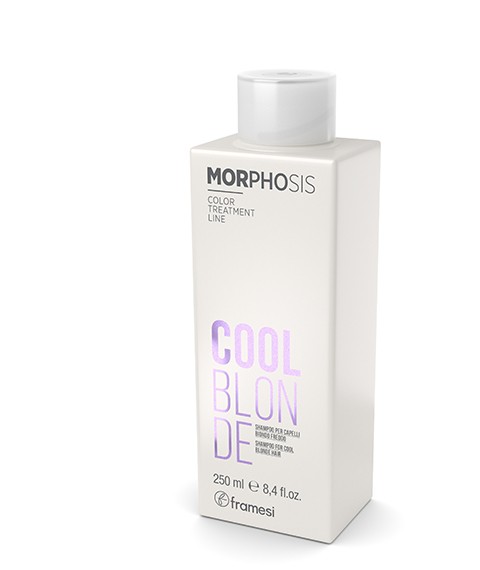 MORPHOSIS
COLOR
TREATMENT
LINE
COOL
BLON
DE
SHAMPOO PER CAPELLI
BIONDO FREDDO
SHAMPOO FOR COOL
BLONDE HAIR
250 ml ℮ 8,4 fl.oz.
framesi